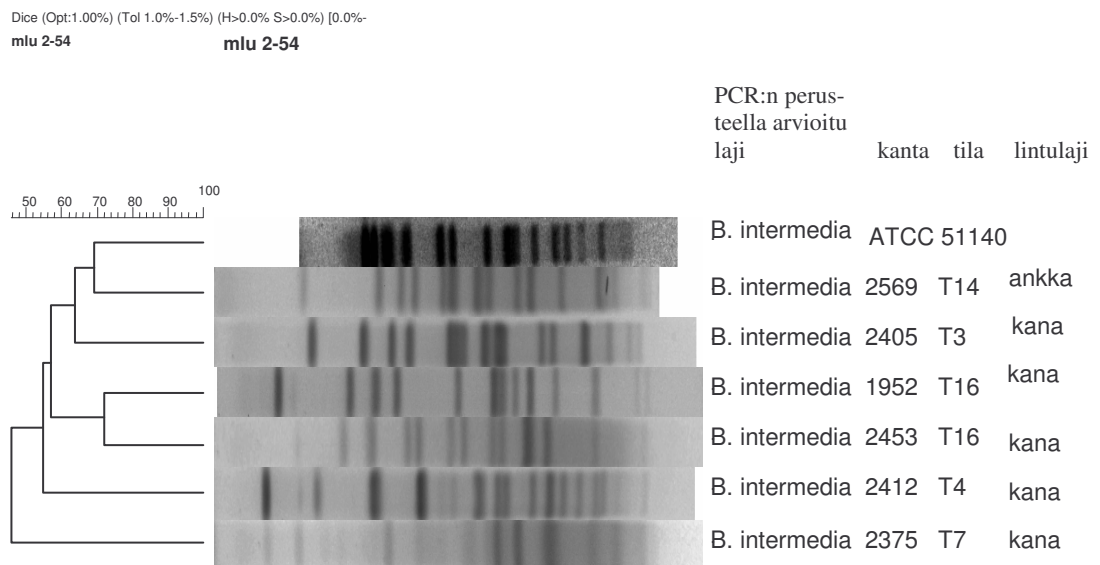 Dice (Opt:1.00%) (Tol 1.0%-1.5%) (H>0.0% S>0.0%) [0.0%-
mlu 2-54 mlu 2-54
PCR:n perus-
teella arvioitu
laji kanta tila lintulaji
50 60 70 80 90 100
B. intermedia ATCC 51140
B. intermedia 2569 T14 ankka
B. intermedia 2405 T3 kana
B. intermedia 1952 T16 kana
B. intermedia 2453 T16 kana
B. intermedia 2412 T4 kana
B. intermedia 2375 T7 kana